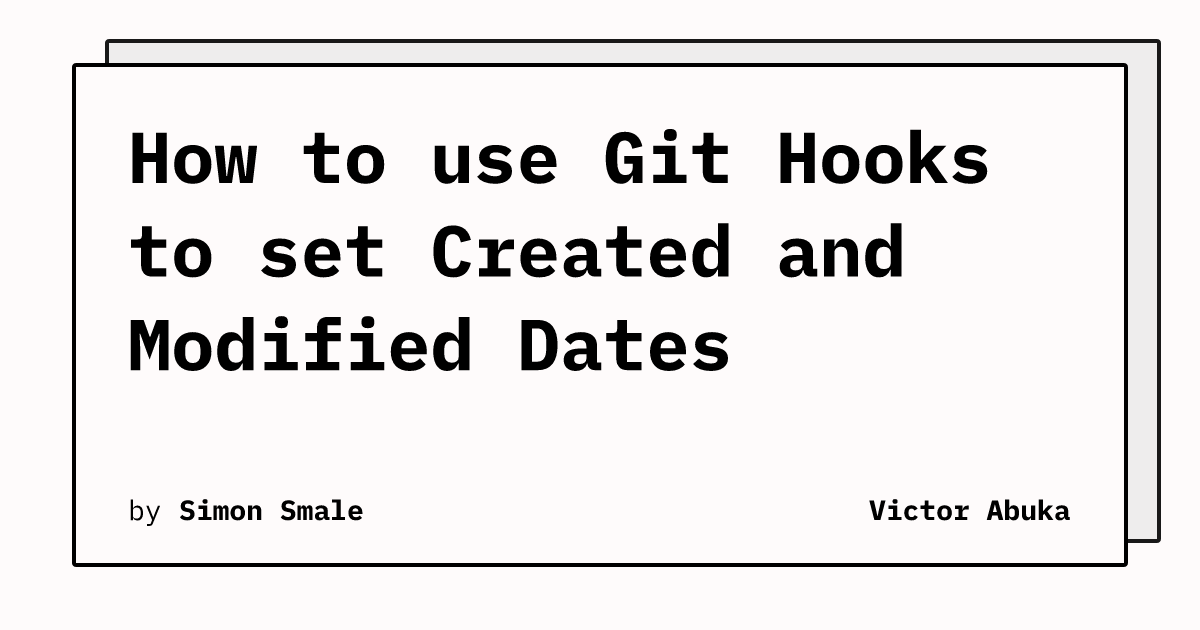 How to use Git Hooks
to set Created and
Modified Dates
by Simon Smale
Victor Abuka